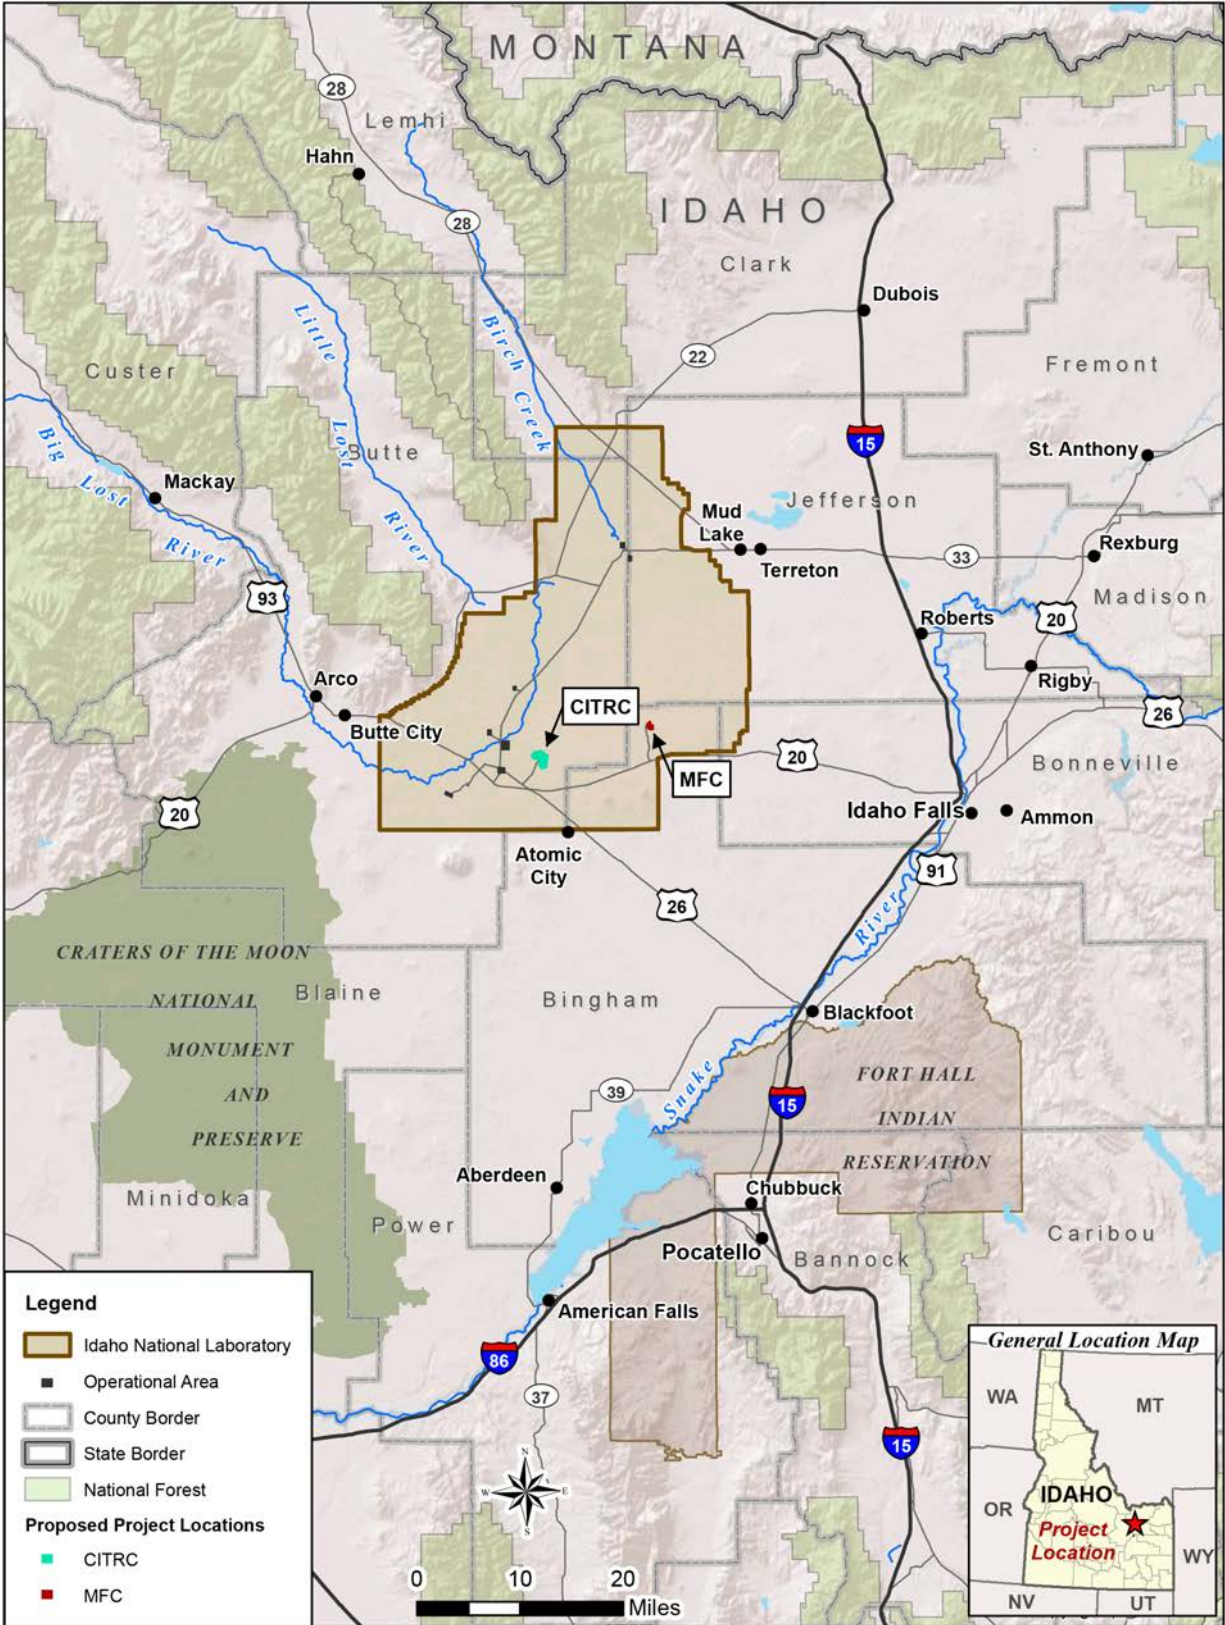 MONTANA
28
Lemhi
Hahn
IDAHO
28
Clark
Dubois
Little
Lost
River
Birch Creek
22
Custer
Fremont
Butte
15
Big
Lost
River
St. Anthony
Mackay
Jefferson
Mud
Lake
Terreton
33
Rexburg
93
Madison
Roberts
20
Rigby
Arco
Butte City
CITRC
26
MFC
20
Bonneville
20
Idaho Falls
Ammon
Atomic
City
91
26
River
CRATERS OF THE MOON
NATIONAL
MONUMENT
AND
PRESERVE
Blaine
Bingham
Blackfoot
Snake
39
15
FORT HALL
INDIAN
RESERVATION
Aberdeen
Chubbuck
Minidoka
Power
Pocatello
Bannock
Caribou
American Falls
86
37
15
Legend
Idaho National Laboratory
Operational Area
County Border
State Border
National Forest
Proposed Project Locations
CITRC
MFC
N
W
E
S
0 10 20
Miles
General Location Map
WA
MT
OR
IDAHO
Project
Location
WY
NV
UT